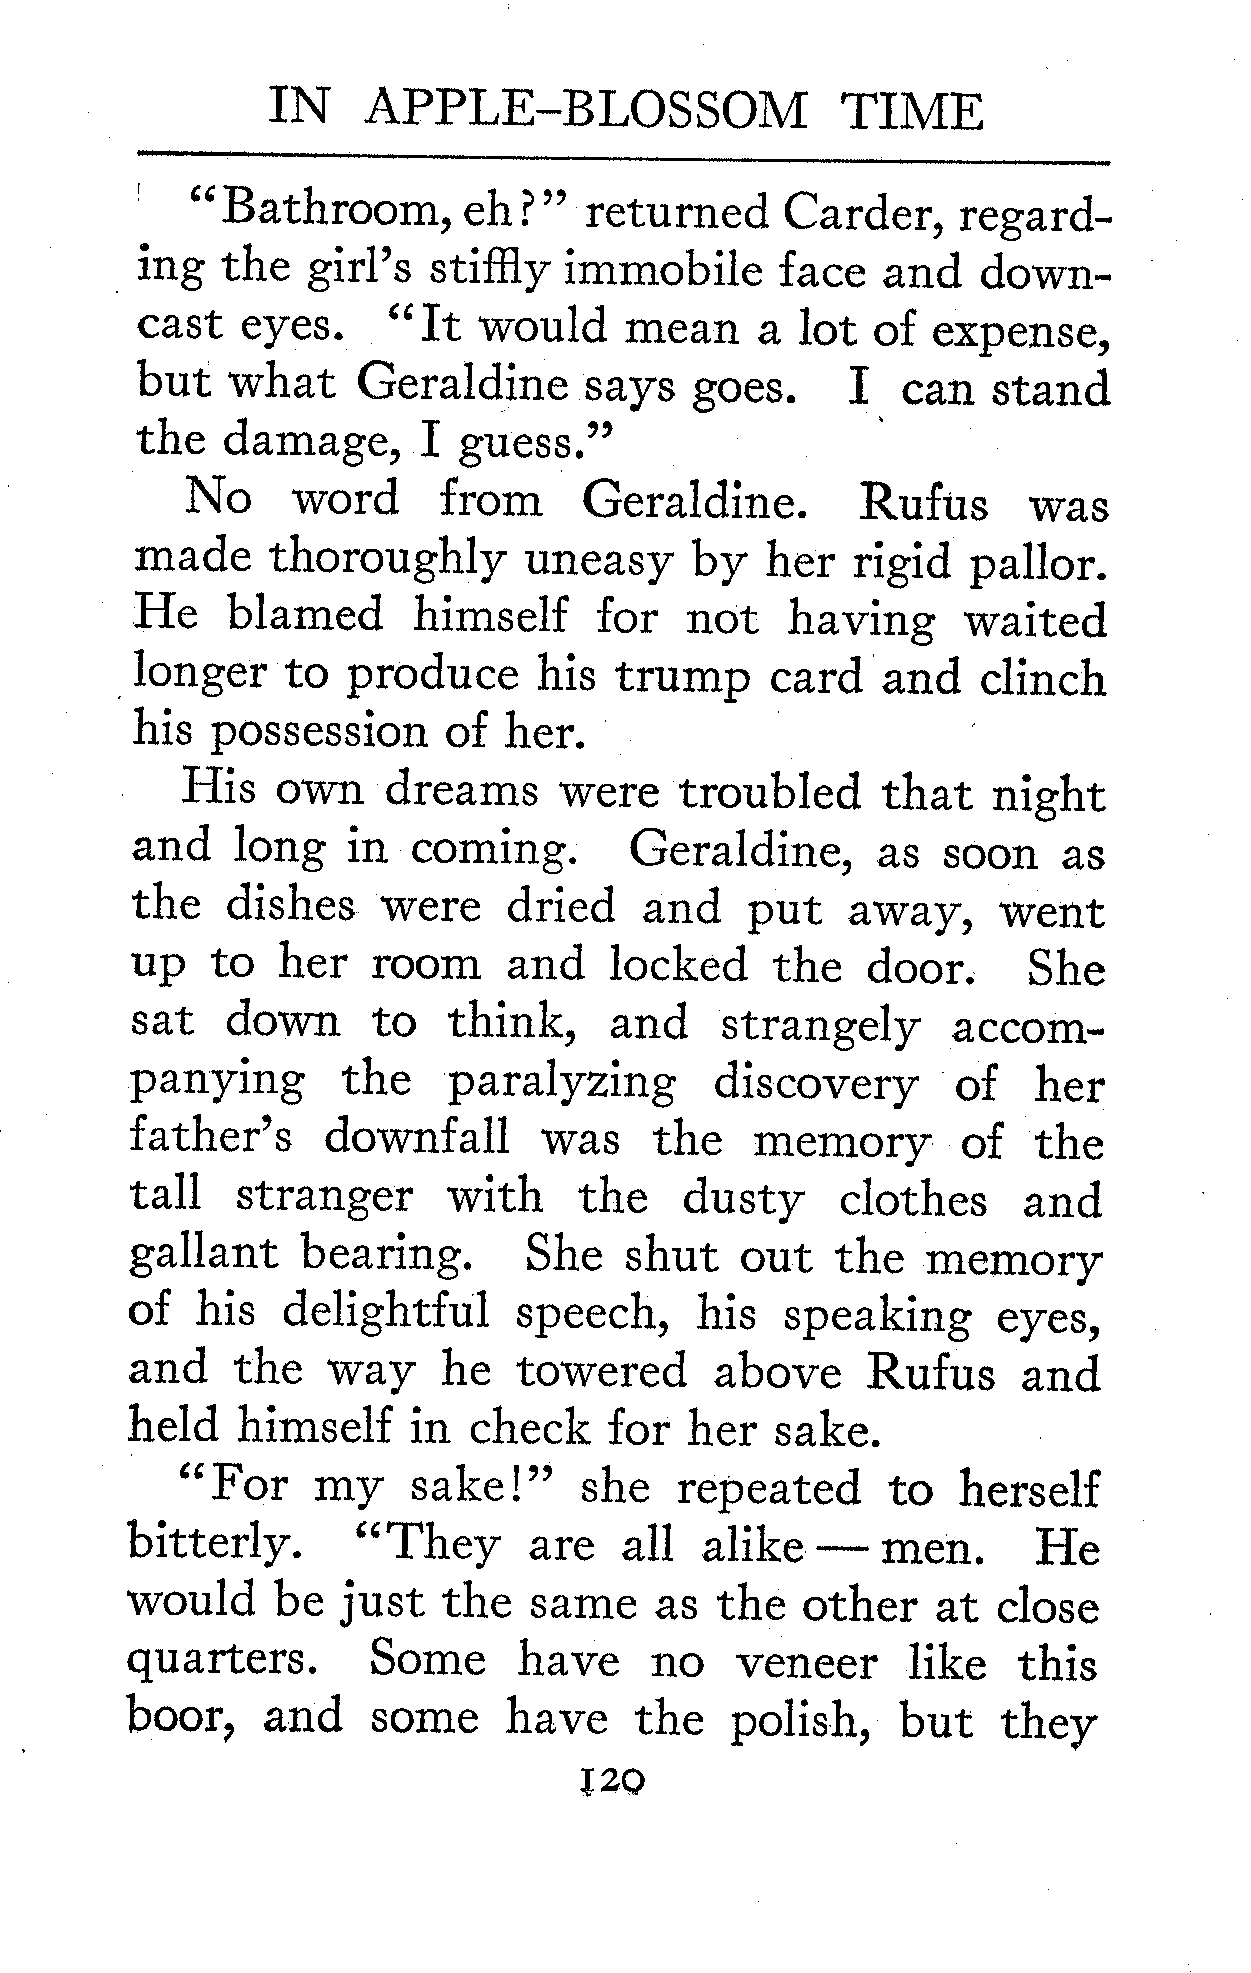 IN APPLE-BLOSSOM TIME
“Bathroom, eh?” returned Carder, regard-
ing the girl’s stiffly immobile face and down-
cast eyes. “It would mean a lot of expense,
but what Geraldine says goes. I can stand
the damage, I guess.”
No word from Geraldine. Rufus was
made thoroughly uneasy by her rigid pallor.
He blamed himself for not having waited
longer to produce his trump card and clinch
his possession of her.
His own dreams were troubled that night
and long in coming. Geraldine, as soon as
the dishes were dried and put away, went
up to her room and locked the door. She
sat down to think, and strangely accom-
panying the paralyzing discovery of her
father’s downfall was the memory of the
tall stranger with the dusty clothes and
gallant bearing. She shut out the memory
of his delightful speech, his speaking eyes,
and the way he towered above Rufus and
held himself in check for her sake.
“For my sake!” she repeated to herself
bitterly. “They are all alike — men. He
would be just the same as the other at close
quarters. Some have no veneer like this
boor, and some have the polish, but they
120